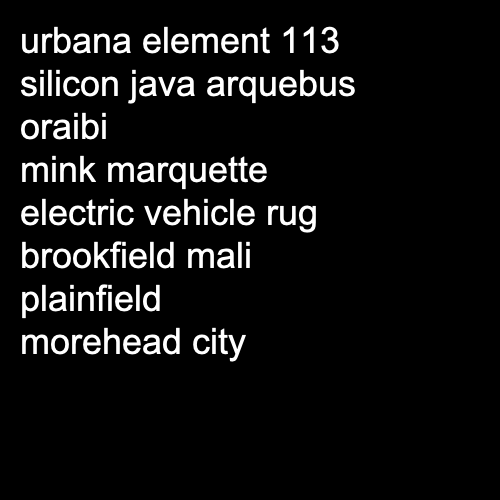 urbana element 113
silicon java arquebus
oraibi
mink marquette
electric vehicle rug
brookfield mali
plainfield
morehead city